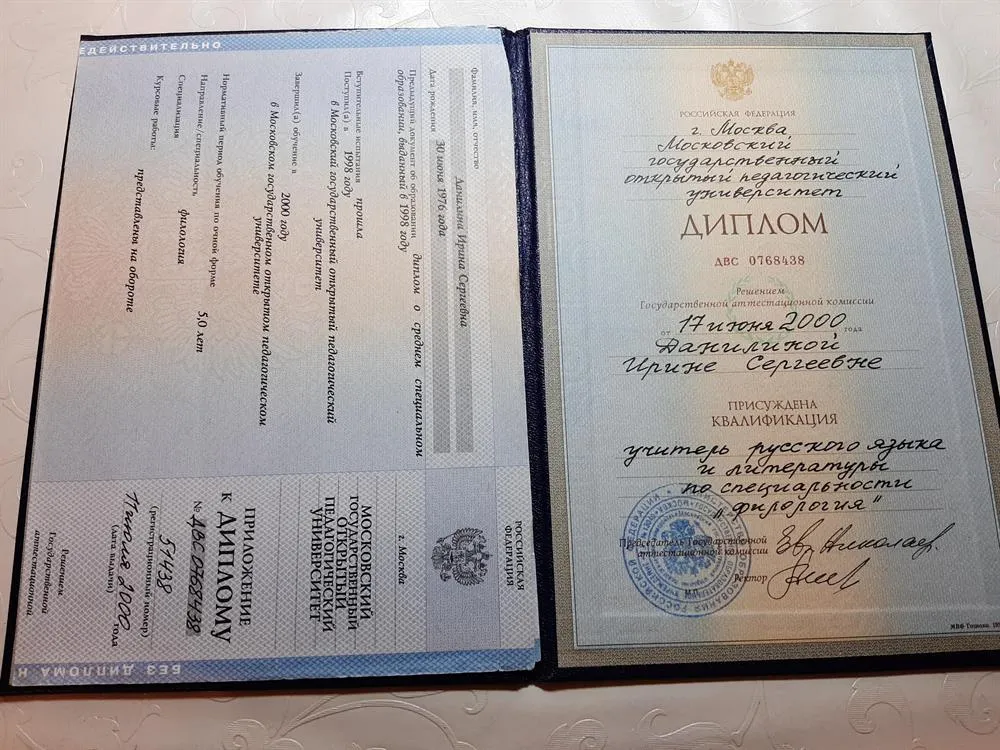 ЕДЕЙСТВИТЕЛЬНО
Фамилия, имя, отчество
Данилина Ирина Сергеевна
Дата рождения 30 июня 1976 года
Предыдущий документ об образовании диплом о среднем специальном
образовании, выданный в 1998 году
Вступительные испытания прошла
Поступил(а) в 1998 году
в Московский государственный открытый педагогический
университет
Завершил(а) обучение в
2000 году
в Московском государственном открытом педагогическом
университете
Нормативный период обучения по очной форме 5,0 лет
Направление/специальность филология
Специализация
Курсовые работы:
представлены на обороте
РОССИЙСКАЯ
ФЕДЕРАЦИЯ
г. Москва
МОСКОВСКИЙ
ГОСУДАРСТВЕННЫЙ
ОТКРЫТЫЙ
ПЕДАГОГИЧЕСКИЙ
УНИВЕРСИТЕТ
ПРИЛОЖЕНИЕ
К ДИПЛОМУ
№ ДВС 0768438
51438
(регистрационный номер)
2000 года
(дата выдачи)
Решением
Государственной
аттестационной
БЕЗ ДИПЛОМА Н
РОССИЙСКАЯ ФЕДЕРАЦИЯ
г. Москва
Московский
государственный
открытый педагогический
университет
ДИПЛОМ
ДВС 0768438
Решением
Государственной аттестационной комиссии
от 17 июня 2000 года
Данилиной
Ирине Сергеевне
ПРИСУЖДЕНА
КВАЛИФИКАЦИЯ
учитель русского языка
и литературы
по специальности
„филология"
Председатель Государственной
аттестационной комиссии
Ректор
М.П.
МПФ Гознака.